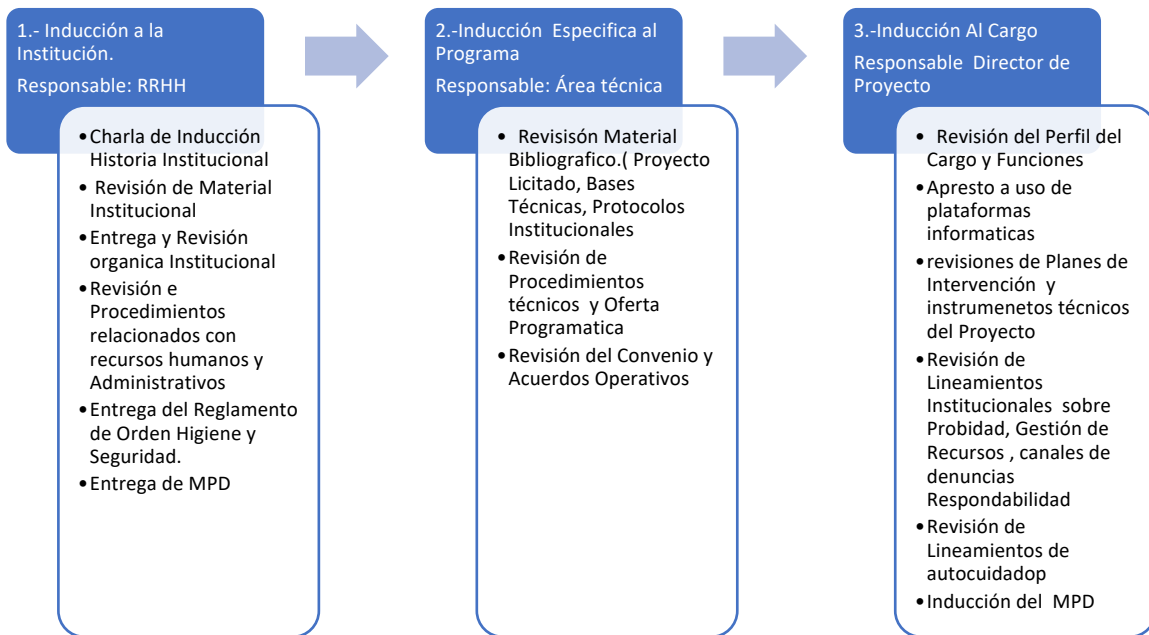 1.- Inducción a la
Institución.
Responsable: RRHH
•Charla de Inducción
Historia Institucional
• Revisión de Material
Institucional
•Entrega y Revisión
organica Institucional
•Revisión e
Procedimientos
relacionados con
recursos humanos y
Administrativos
•Entrega del Reglamento
de Orden Higiene y
Seguridad.
•Entrega de MPD
2.-Inducción Especifica al
Programa
Responsable: Área técnica
• Revisisón Material
Bibliografico.( Proyecto
Licitado, Bases
Técnicas, Protocolos
Institucionales
•Revisión de
Procedimientos
técnicos y Oferta
Programatica
•Revisión del Convenio y
Acuerdos Operativos
3.-Inducción Al Cargo
Responsable Director de
Proyecto
• Revisión del Perfil del
Cargo y Funciones
•Apresto a uso de
plataformas
informaticas
•revisiones de Planes de
Intervención y
instrumenetos técnicos
del Proyecto
•Revisión de
Lineamientos
Institucionales sobre
Probidad, Gestión de
Recursos , canales de
denuncias
Respondabilidad
•Revisión de
Lineamientos de
autocuidadop
•Inducción del MPD